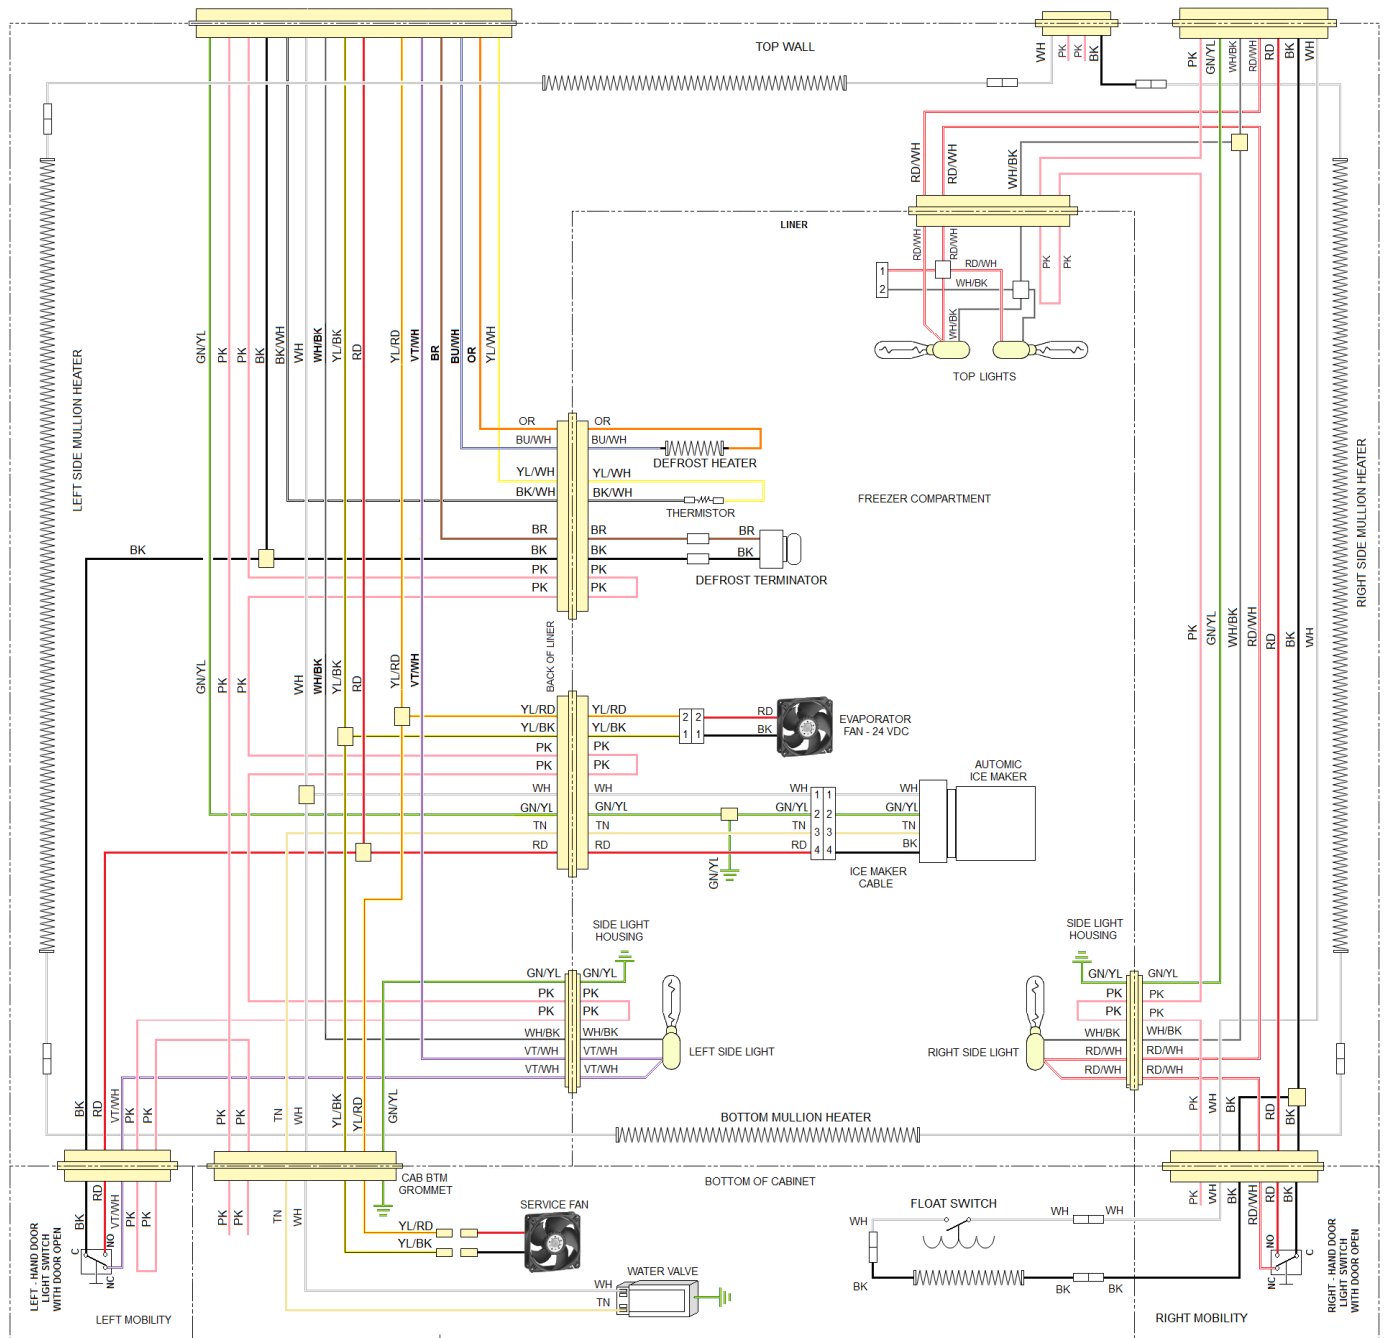 TOP WALL
WH
PK
PK
BK
PK
GN/YL
WH/BK
RD/WH
RD
BK
WH
RD/WH
RD/WH
WH/BK
LINER
RD/WH
RD/WH
PK
PK
1
2
RD/WH
WH/BK
WH/BK
TOP LIGHTS
GN/YL
PK
PK
BK
BK/WH
WH
WH/BK
YL/BK
RD
YL/RD
VT/WH
BR
BU/WH
OR
YL/WH
LEFT SIDE MULLION HEATER
RIGHT SIDE MULLION HEATER
OR
OR
BU/WH
BU/WH
DEFROST HEATER
YL/WH
YL/WH
BK/WH
BK/WH
THERMISTOR
FREEZER COMPARTMENT
BR
BR
BR
BK
BK
BK
BK
PK
PK
PK
PK
DEFROST TERMINATOR
BACK OF LINER
GN/YL
PK
PK
WH
WH/BK
YL/BK
RD
YL/RD
VT/WH
PK
GN/YL
WH/BK
RD/WH
RD
BK
WH
YL/RD
YL/RD
2 2
RD
YL/BK
YL/BK
1 1
BK
EVAPORATOR
FAN - 24 VDC
PK
PK
PK
PK
WH
WH
WH
1 1
WH
GN/YL
GN/YL
GN/YL
2 2
GN/YL
TN
TN
TN
3 3
TN
RD
RD
RD
4 4
BK
AUTOMIC
ICE MAKER
GN/YL
ICE MAKER
CABLE
SIDE LIGHT
HOUSING
SIDE LIGHT
HOUSING
GN/YL
GN/YL
PK
PK
PK
PK
WH/BK
WH/BK
VT/WH
VT/WH
VT/WH
VT/WH
LEFT SIDE LIGHT
RIGHT SIDE LIGHT
GN/YL
GN/YL
PK
PK
PK
PK
WH/BK
WH/BK
RD/WH
RD/WH
RD/WH
RD/WH
BK
RD
VT/WH
PK
PK
PK
PK
TN
WH
YL/BK
YL/RD
GN/YL
BOTTOM MULLION HEATER
PK
WH
BK
RD
BK
CAB BTM
GROMMET
BOTTOM OF CABINET
BK
RD
VT/WH
PK
PK
PK
PK
TN
WH
PK
WH
BK
RD/WH
RD
BK
SERVICE FAN
YL/RD
YL/BK
FLOAT SWITCH
WH
WH
WH
BK
BK
BK
C
NO
NC
NO
C
NC
LEFT - HAND DOOR
LIGHT SWITCH
WITH DOOR OPEN
RIGHT - HAND DOOR
LIGHT SWITCH
WITH DOOR OPEN
WATER VALVE
WH
TN
LEFT MOBILITY
RIGHT MOBILITY